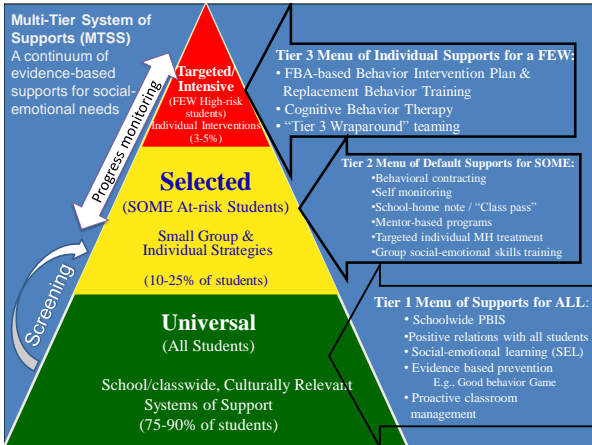 Multi-Tier System of
Supports (MTSS)
A continuum of
evidence-based
supports for social-
emotional needs
Progress monitoring
Screening
Targeted/
Intensive
(FEW High-risk
students)
Individual Interventions
(3-5%)
Selected
(SOME At-risk Students)
Small Group &
Individual Strategies
(10-25% of students)
Universal
(All Students)
School/classwide, Culturally Relevant
Systems of Support
(75-90% of students)
Tier 3 Menu of Individual Supports for a FEW:
• FBA-based Behavior Intervention Plan &
Replacement Behavior Training
• Cognitive Behavior Therapy
• “Tier 3 Wraparound” teaming
Tier 2 Menu of Default Supports for SOME:
•Behavioral contracting
•Self monitoring
•School-home note / “Class pass”
•Mentor-based programs
•Targeted individual MH treatment
•Group social-emotional skills training
Tier 1 Menu of Supports for ALL:
• Schoolwide PBIS
•Positive relations with all students
• Social-emotional learning (SEL)
• Evidence based prevention
E.g., Good behavior Game
• Proactive classroom
management